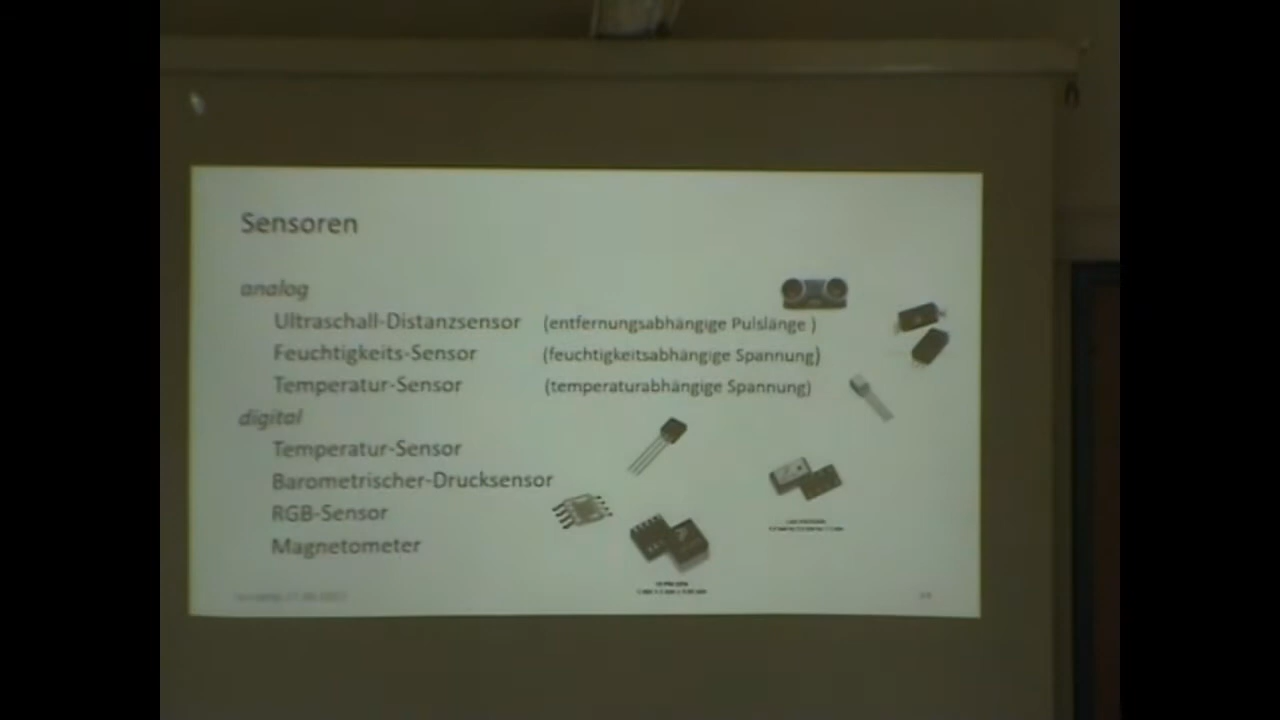 Sensoren
analog
Ultraschall-Distanzsensor (entfernungsabhängige Pulslänge )
Feuchtigkeits-Sensor (feuchtigkeitsabhängige Spannung)
Temperatur-Sensor (temperaturabhängige Spannung)
digital
Temperatur-Sensor
Barometrischer-Drucksensor
RGB-Sensor
Magnetometer